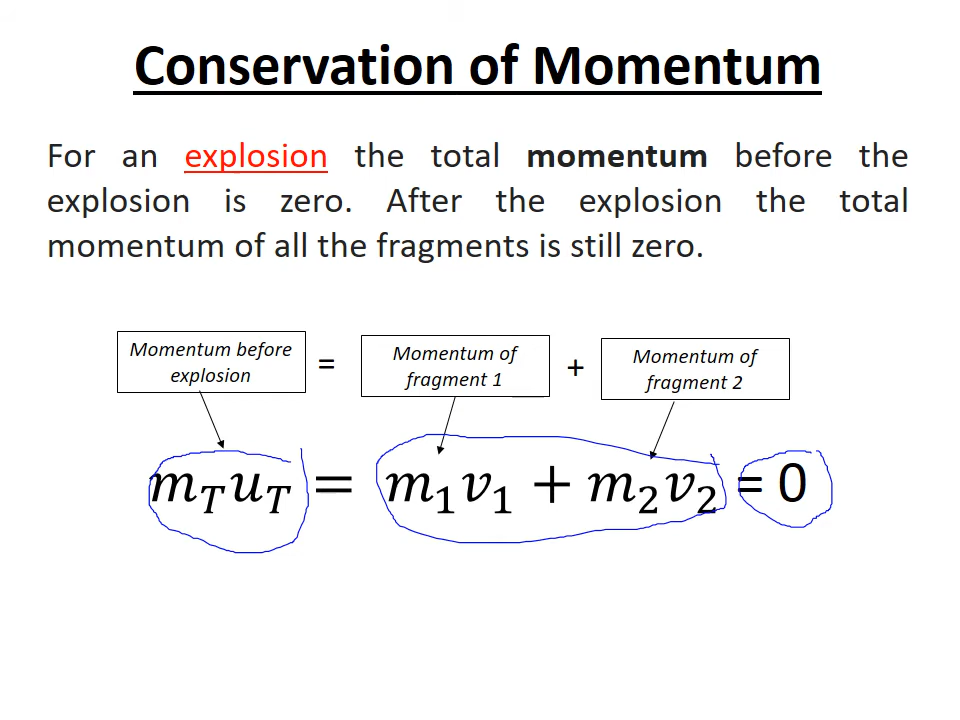 Conservation of Momentum
For an explosion the total momentum before the
explosion is zero. After the explosion the total
momentum of all the fragments is still zero.
Momentum before
explosion
=
Momentum of
fragment 1
+
Momentum of
fragment 2
m_T u_T = m_1 v_1 + m_2 v_2 = 0